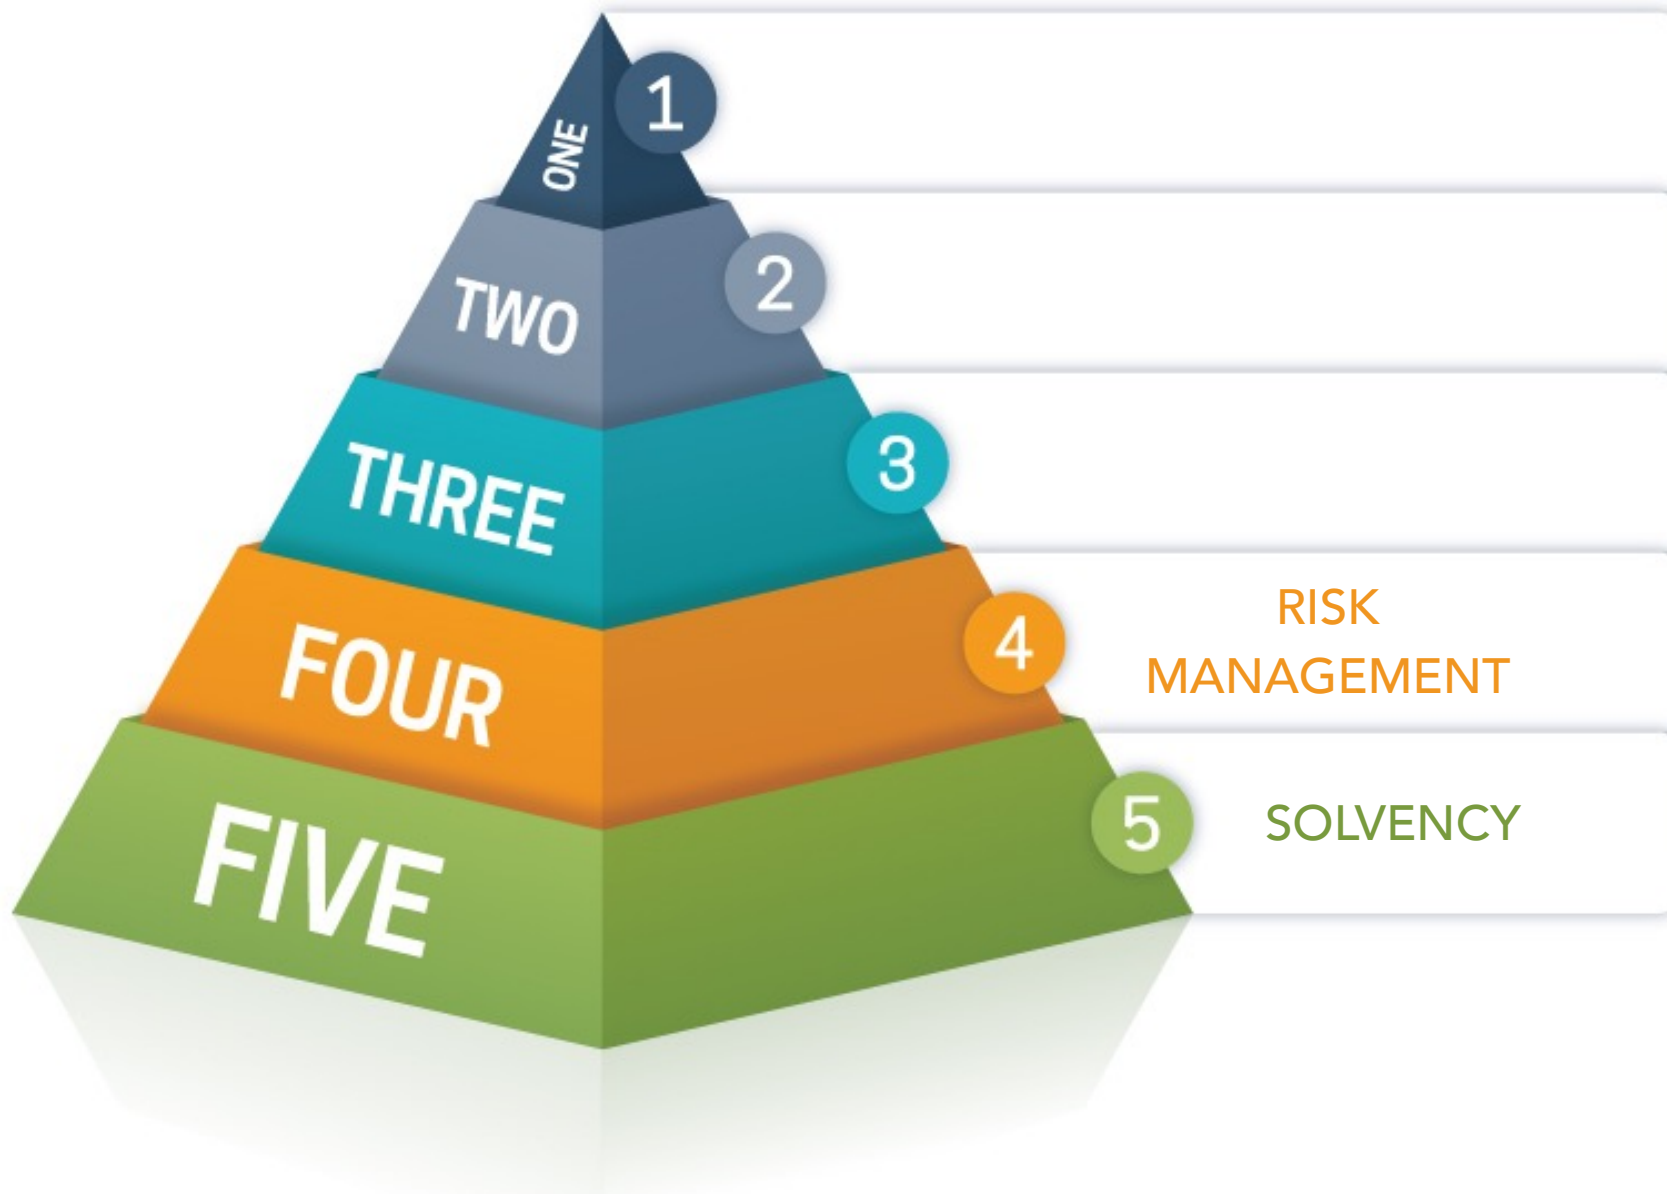 ONE
1
TWO
2
THREE
3
FOUR
4
RISK
MANAGEMENT
FIVE
5
SOLVENCY